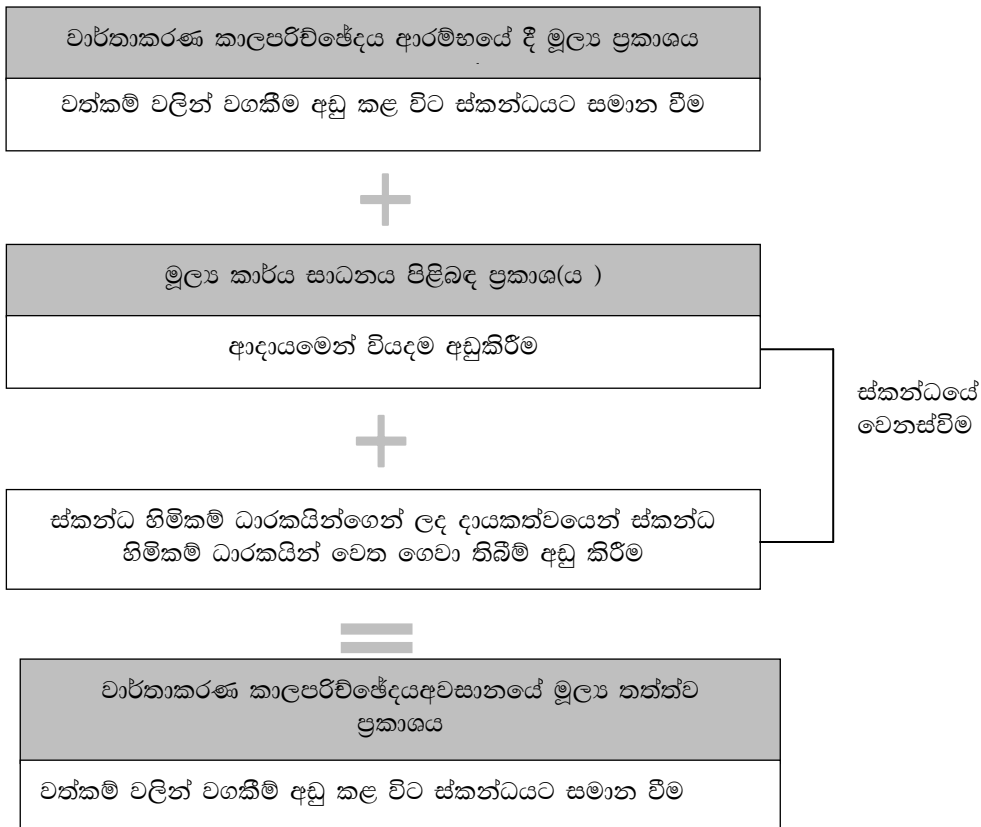 වාර්තාකරණ කාලපරිච්ඡේදය ආරම්භයේ දී මූල්‍ය ප්‍රකාශය
වත්කම් වලින් වගකීම අඩු කළ විට ස්කන්ධයට සමාන වීම
+
මූල්‍ය කාර්ය සාධනය පිළිබඳ ප්‍රකාශ(ය )
ආදායමෙන් වියදම අඩුකිරීම
ස්කන්ධයේ
වෙනස්විම
+
ස්කන්ධ හිමිකම් ධාරකයින්ගෙන් ලද දායකත්වයෙන් ස්කන්ධ
හිමිකම් ධාරකයින් වෙත ගෙවා තිබීම් අඩු කිරීම
=
වාර්තාකරණ කාලපරිච්ඡේදයඅවසානයේ මූල්‍ය තත්ත්ව
ප්‍රකාශය
වත්කම් වලින් වගකීම් අඩු කළ විට ස්කන්ධයට සමාන වීම